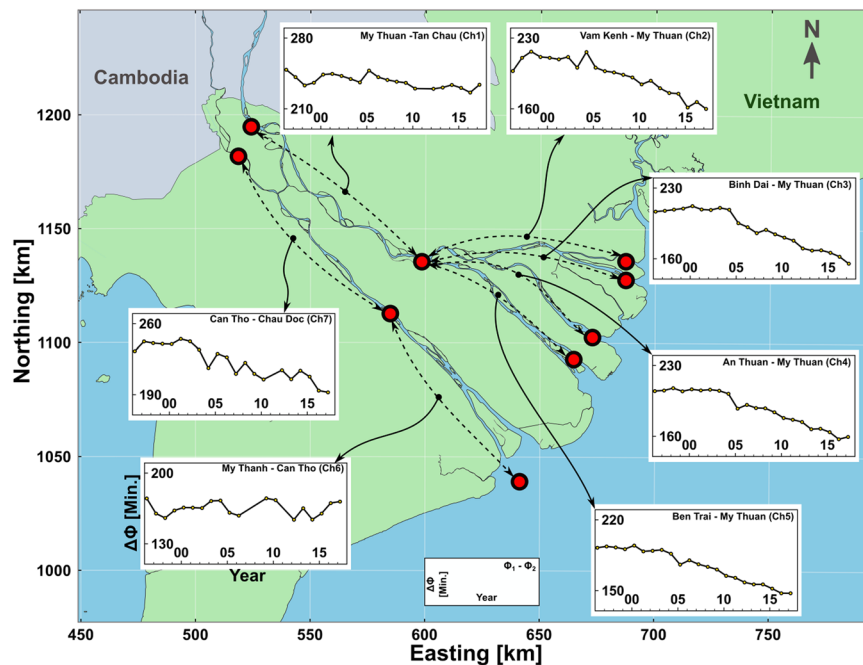 Cambodia
Vietnam
N
My Thuan -Tan Chau (Ch1)
280
210
00 05 10 15
Vam Kenh - My Thuan (Ch2)
230
160
00 05 10 15
Binh Dai - My Thuan (Ch3)
230
160
00 05 10 15
Can Tho - Chau Doc (Ch7)
260
190
00 05 10 15
An Thuan - My Thuan (Ch4)
230
160
00 05 10 15
My Thanh - Can Tho (Ch6)
200
130
00 05 10 15
ΔΦ [Min.]
Year
Ben Trai - My Thuan (Ch5)
220
150
00 05 10 15
Φ₁ - Φ₂
ΔΦ
[Min.]
Year
Northing [km]
1200
1150
1100
1050
1000
450 500 550 600 650 700 750
Easting [km]